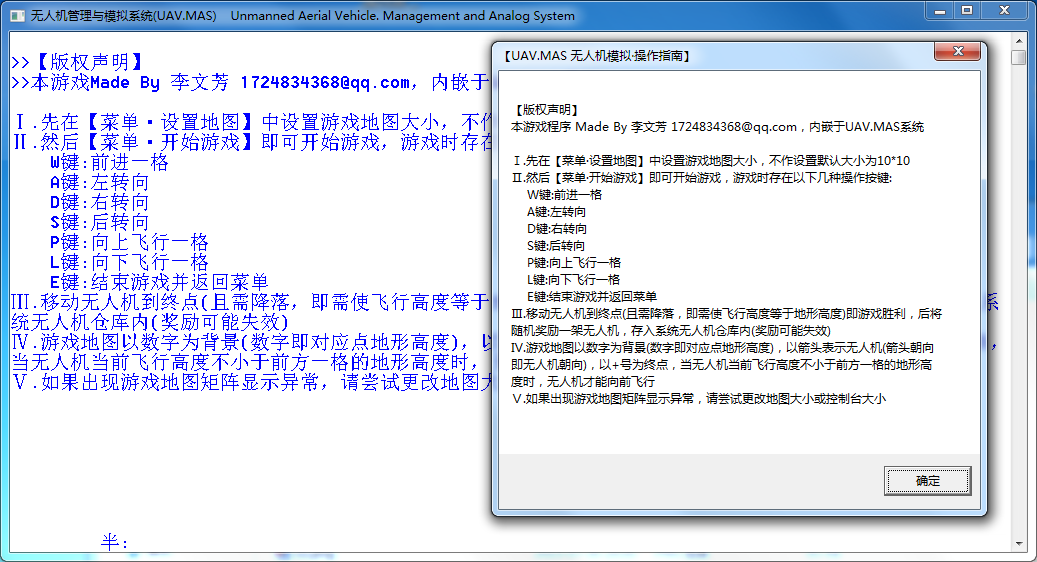 无人机管理与模拟系统(UAV.MAS) Unmanned Aerial Vehicle. Management and Analog System
>>【版权声明】
>>本游戏Made By 李文芳 1724834368@qq.com，内嵌于
Ⅰ.先在【菜单·设置地图】中设置游戏地图大小，不作
Ⅱ.然后【菜单·开始游戏】即可开始游戏，游戏时存在
W键:前进一格
A键:左转向
D键:右转向
S键:后转向
P键:向上飞行一格
L键:向下飞行一格
E键:结束游戏并返回菜单
Ⅲ.移动无人机到终点(且需降落，即需使飞行高度等于 系
统无人机仓库内(奖励可能失效)
Ⅳ.游戏地图以数字为背景(数字即对应点地形高度)，以 ，
当无人机当前飞行高度不小于前方一格的地形高度时，
Ⅴ.如果出现游戏地图矩阵显示异常，请尝试更改地图大
半:
【UAV.MAS 无人机模拟·操作指南】
【版权声明】
本游戏程序 Made By 李文芳 1724834368@qq.com，内嵌于UAV.MAS系统
Ⅰ.先在【菜单·设置地图】中设置游戏地图大小，不作设置默认大小为10*10
Ⅱ.然后【菜单·开始游戏】即可开始游戏，游戏时存在以下几种操作按键:
W键:前进一格
A键:左转向
D键:右转向
S键:后转向
P键:向上飞行一格
L键:向下飞行一格
E键:结束游戏并返回菜单
Ⅲ.移动无人机到终点(且需降落，即需使飞行高度等于地形高度)即游戏胜利，后将
随机奖励一架无人机，存入系统无人机仓库内(奖励可能失效)
Ⅳ.游戏地图以数字为背景(数字即对应点地形高度)，以箭头表示无人机(箭头朝向
即无人机朝向)，以+号为终点，当无人机当前飞行高度不小于前方一格的地形高
度时，无人机才能向前飞行
Ⅴ.如果出现游戏地图矩阵显示异常，请尝试更改地图大小或控制台大小
确定